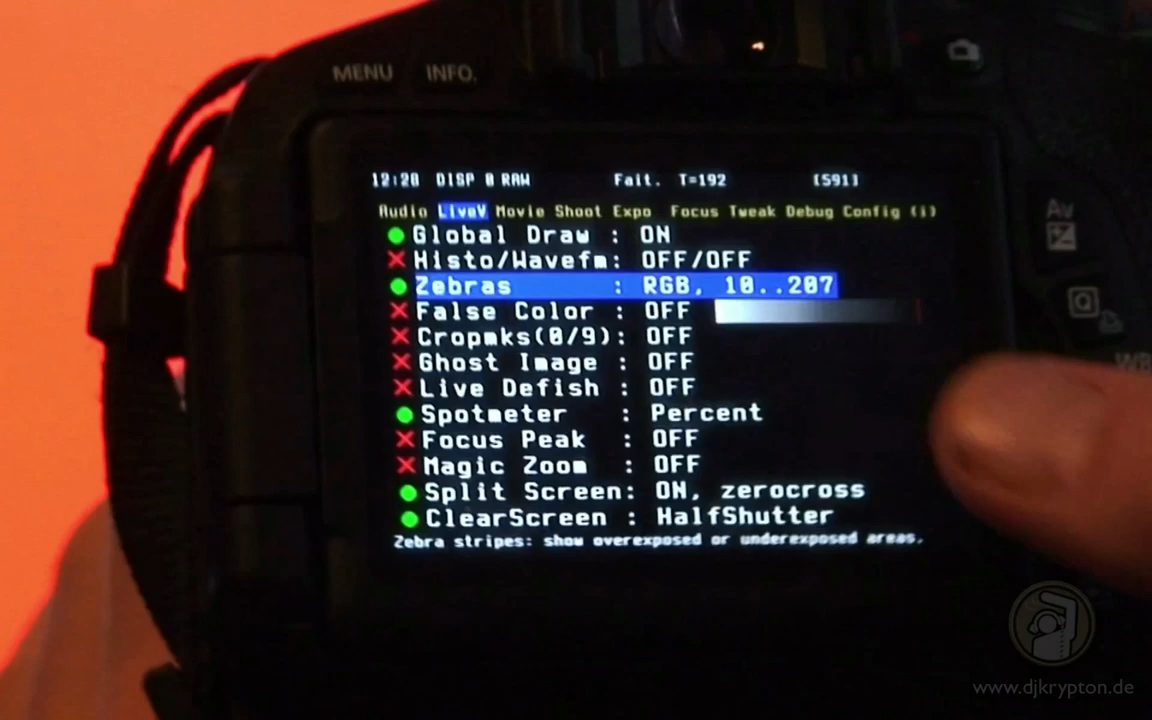 MENU INFO.
12:28 DISP 0 RAW Fait. T=192 [591]
Audio LiveV Movie Shoot Expo Focus Tweak Debug Config (i)
Global Draw : ON
Histo/Wavefm: OFF/OFF
Zebras : RGB, 10..207
False Color : OFF
Cropmks(0/9): OFF
Ghost Image : OFF
Live Defish : OFF
Spotmeter : Percent
Focus Peak : OFF
Magic Zoom : OFF
Split Screen: ON, zerocross
ClearScreen : HalfShutter
Zebra stripes: show overexposed or underexposed areas.
Av
Q
WB
www.djkrypton.de